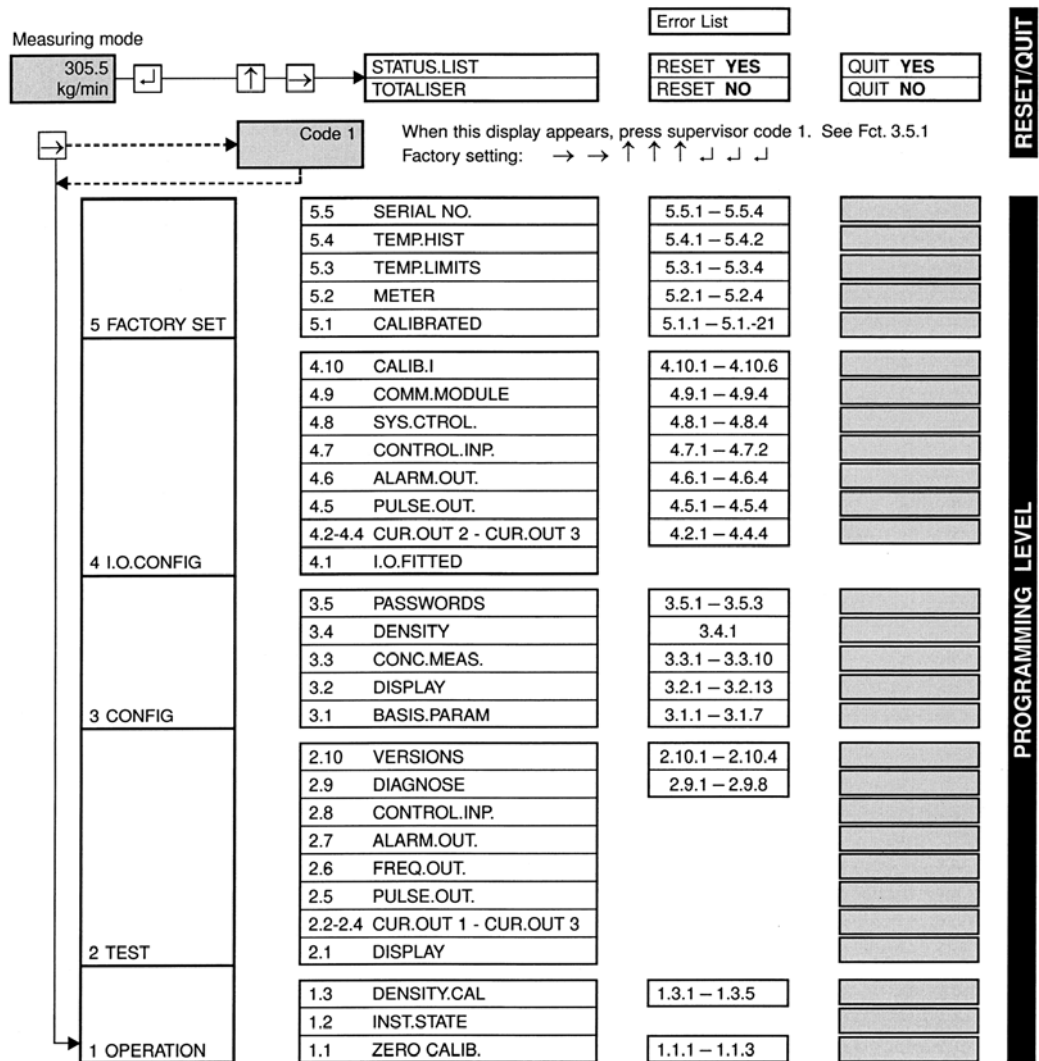 Error List
Measuring mode
305.5
kg/min
↵ ↑ →
STATUS.LIST
TOTALISER
RESET YES
RESET NO
QUIT YES
QUIT NO
RESET/QUIT
→
Code 1
When this display appears, press supervisor code 1. See Fct. 3.5.1
Factory setting: → → ↑ ↑ ↑ ↵ ↵ ↵
5.5 SERIAL NO. 5.5.1 – 5.5.4
5.4 TEMP.HIST 5.4.1 – 5.4.2
5.3 TEMP.LIMITS 5.3.1 – 5.3.4
5.2 METER 5.2.1 – 5.2.4
5 FACTORY SET 5.1 CALIBRATED 5.1.1 – 5.1.-21
4.10 CALIB.I 4.10.1 – 4.10.6
4.9 COMM.MODULE 4.9.1 – 4.9.4
4.8 SYS.CTROL. 4.8.1 – 4.8.4
4.7 CONTROL.INP. 4.7.1 – 4.7.2
4.6 ALARM.OUT. 4.6.1 – 4.6.4
4.5 PULSE.OUT. 4.5.1 – 4.5.4
4.2-4.4 CUR.OUT 2 - CUR.OUT 3 4.2.1 – 4.4.4
4 I.O.CONFIG 4.1 I.O.FITTED
3.5 PASSWORDS 3.5.1 – 3.5.3
3.4 DENSITY 3.4.1
3.3 CONC.MEAS. 3.3.1 – 3.3.10
3.2 DISPLAY 3.2.1 – 3.2.13
3 CONFIG 3.1 BASIS.PARAM 3.1.1 – 3.1.7
2.10 VERSIONS 2.10.1 – 2.10.4
2.9 DIAGNOSE 2.9.1 – 2.9.8
2.8 CONTROL.INP.
2.7 ALARM.OUT.
2.6 FREQ.OUT.
2.5 PULSE.OUT.
2.2-2.4 CUR.OUT 1 - CUR.OUT 3
2 TEST 2.1 DISPLAY
1.3 DENSITY.CAL 1.3.1 – 1.3.5
1.2 INST.STATE
1 OPERATION 1.1 ZERO CALIB. 1.1.1 – 1.1.3
PROGRAMMING LEVEL